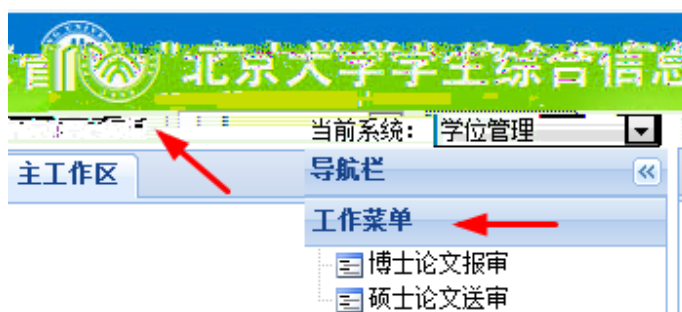 北京大学学生综合信息
当前系统: 学位管理
主工作区
导航栏
工作菜单
博士论文报审
硕士论文送审